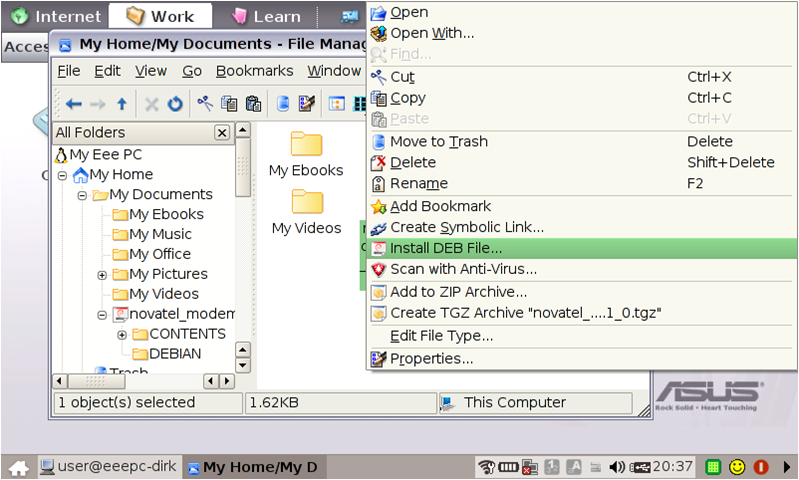 Internet
Work
Learn
Acces
My Home/My Documents - File Manag
File Edit View Go Bookmarks Window
All Folders
My Eee PC
My Home
My Documents
My Ebooks
My Music
My Office
My Pictures
My Videos
novatel_modem
CONTENTS
DEBIAN
Trash
My Ebooks
My Videos
Open
Open With...
Find...
Cut Ctrl+X
Copy Ctrl+C
Paste Ctrl+V
Move to Trash Delete
Delete Shift+Delete
Rename F2
Add Bookmark
Create Symbolic Link...
Install DEB File...
Scan with Anti-Virus...
Add to ZIP Archive...
Create TGZ Archive "novatel_....1_0.tgz"
Edit File Type...
Properties...
1 object(s) selected
1.62KB
This Computer
ASUS
Rock Solid • Heart Touching
user@eeepc-dirk
My Home/My D
20:37